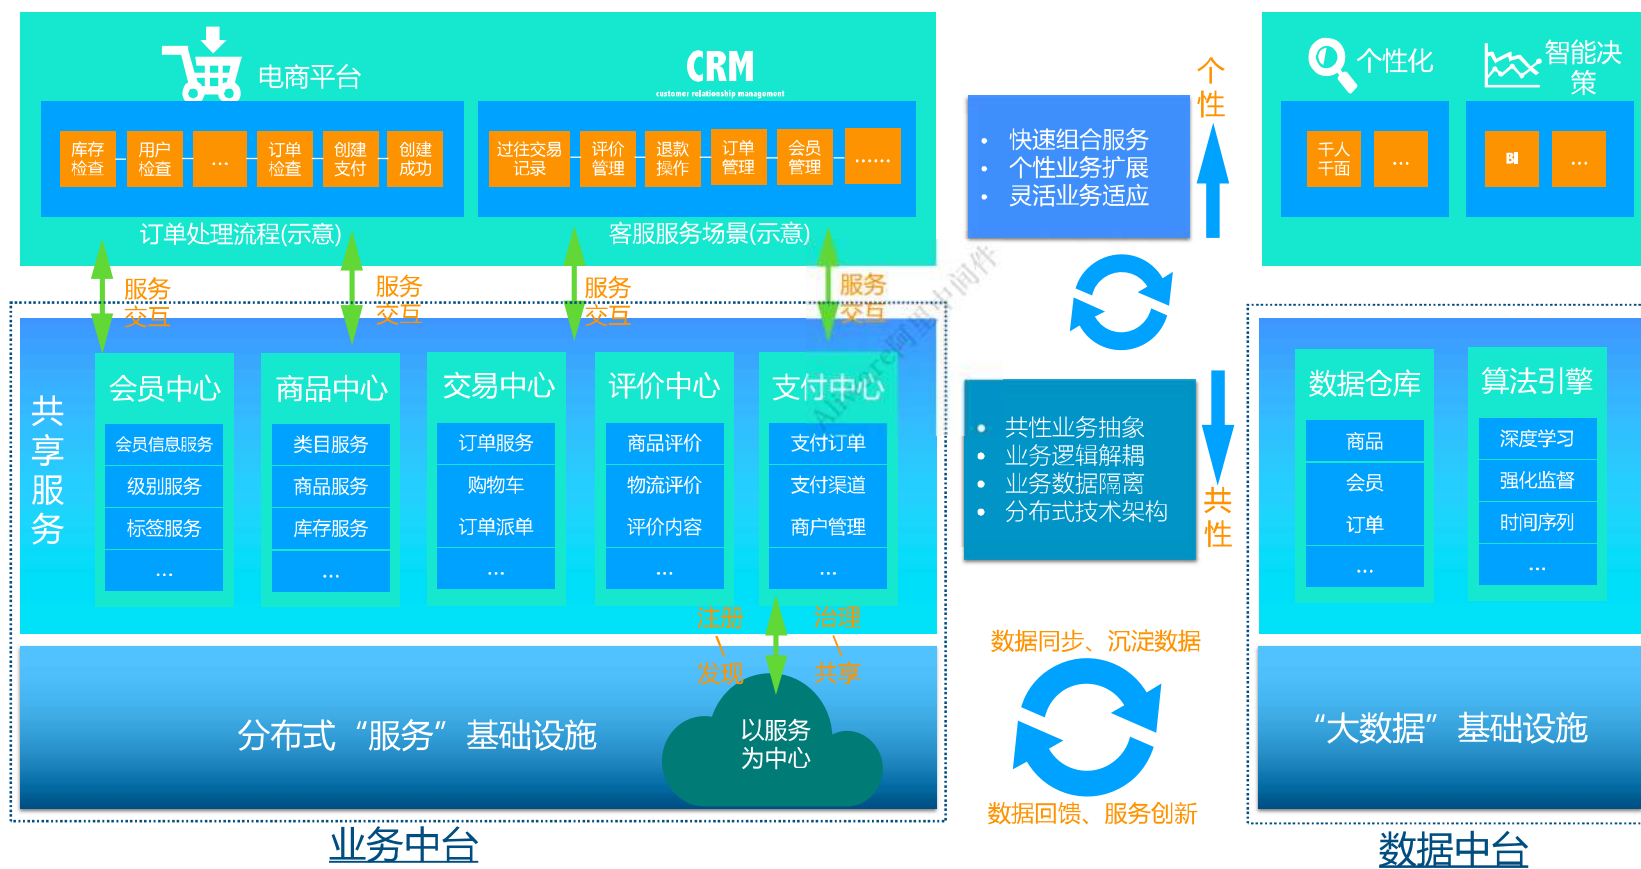 电商平台
CRM
customer relationship management
库存
检查
用户
检查
...
订单
检查
创建
支付
创建
成功
订单处理流程(示意)
过往交易
记录
评价
管理
退款
操作
订单
管理
会员
管理
......
客服服务场景(示意)
服务
交互
服务
交互
服务
交互
服务
交互
共享服务
会员中心
会员信息服务
级别服务
标签服务
...
商品中心
类目服务
商品服务
库存服务
...
交易中心
订单服务
购物车
订单派单
...
评价中心
商品评价
物流评价
评价内容
...
支付中心
支付订单
支付渠道
商户管理
...
注册
发现
治理
共享
分布式“服务”基础设施
以服务
为中心
业务中台
个性
• 快速组合服务
• 个性业务扩展
• 灵活业务适应
• 共性业务抽象
• 业务逻辑解耦
• 业务数据隔离
• 分布式技术架构
共性
数据同步、沉淀数据
数据回馈、服务创新
个性化
千人
千面
...
智能决
策
BI
...
数据仓库
商品
会员
订单
...
算法引擎
深度学习
强化监督
时间序列
...
“大数据”基础设施
数据中台
Aliware阿里中间件